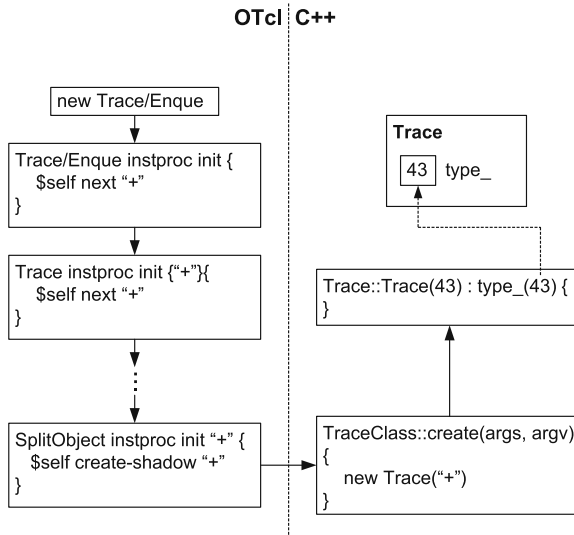 OTcl C++
new Trace/Enque
Trace/Enque instproc init {
$self next “+”
}
Trace instproc init {“+”}{
$self next “+”
}
SplitObject instproc init “+” {
$self create-shadow “+”
}
Trace
43 type_
Trace::Trace(43) : type_(43) {
}
TraceClass::create(args, argv)
{
new Trace(“+”)
}